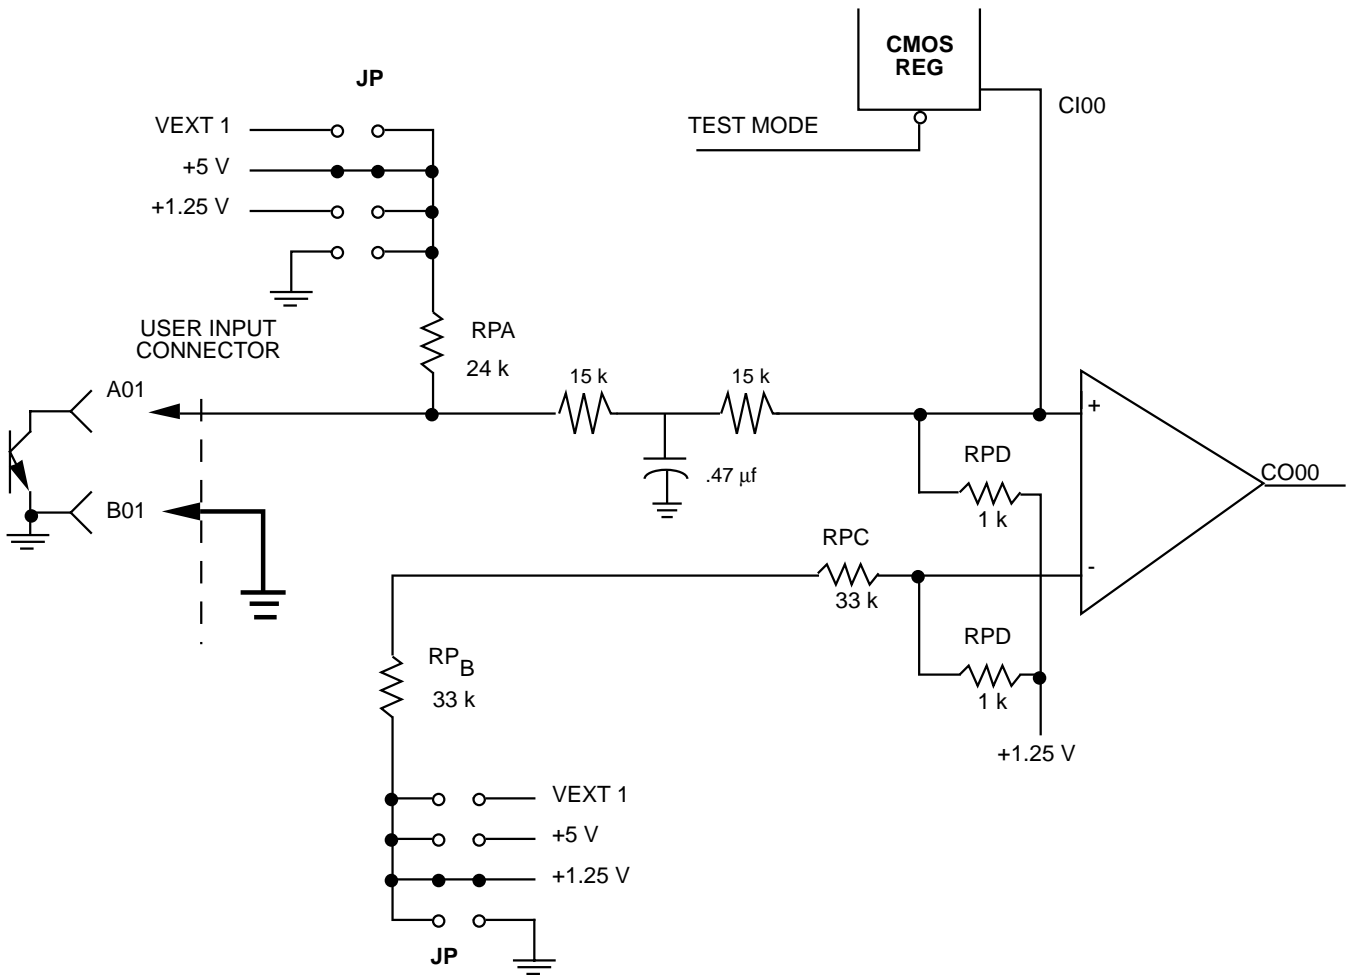 CMOS
REG
JP
CI00
VEXT 1
TEST MODE
+5 V
+1.25 V
USER INPUT
CONNECTOR
RPA
24 k
15 k
15 k
A01
+
RPD
.47 µf
CO00
B01
1 k
RPC
-
33 k
RPD
RPB
33 k
1 k
+1.25 V
VEXT 1
+5 V
+1.25 V
JP